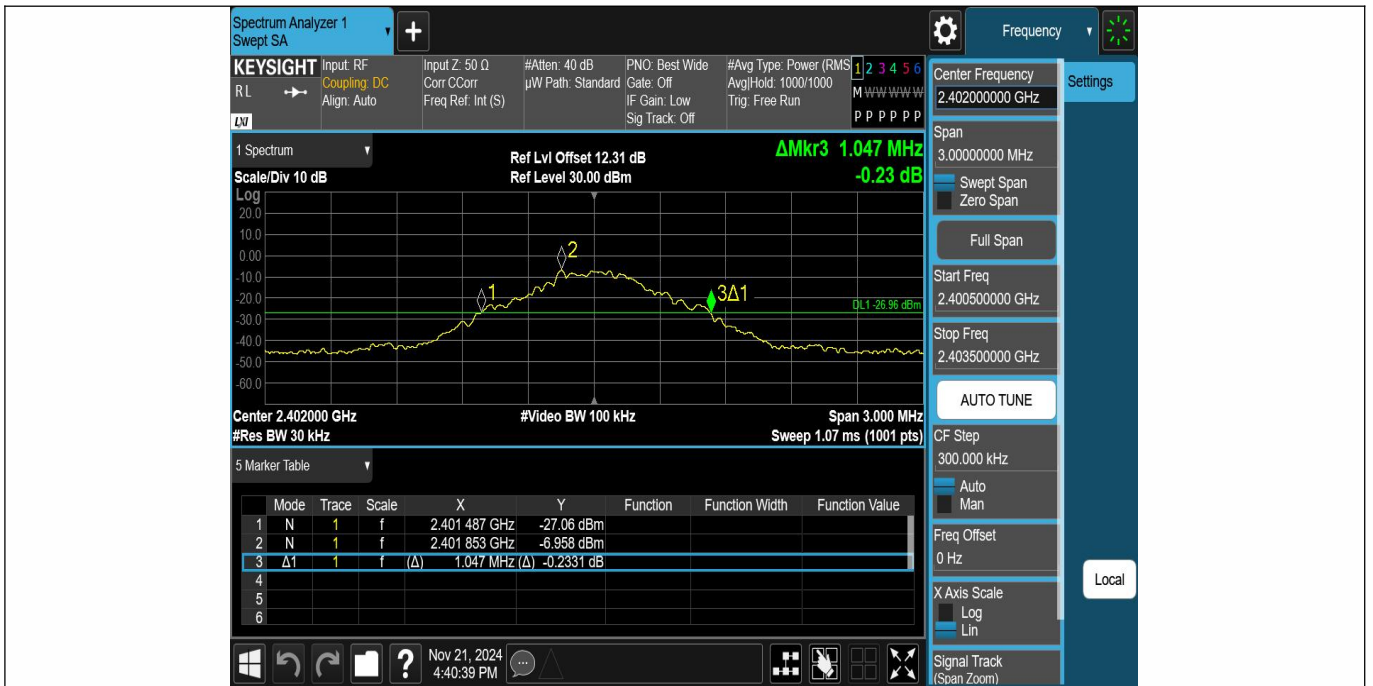 Spectrum Analyzer 1
Swept SA
+
Frequency
KEYSIGHT
RL
LXI
Input: RF
Coupling: DC
Align: Auto
Input Z: 50 Ω
Corr CCorr
Freq Ref: Int (S)
#Atten: 40 dB
µW Path: Standard
PNO: Best Wide
Gate: Off
IF Gain: Low
Sig Track: Off
#Avg Type: Power (RMS
Avg|Hold: 1000/1000
Trig: Free Run
1 2 3 4 5 6
M W W W W W
P P P P P P
1 Spectrum
Scale/Div 10 dB
Ref Lvl Offset 12.31 dB
Ref Level 30.00 dBm
ΔMkr3 1.047 MHz
-0.23 dB
Log
20.0
10.0
0.00
-10.0
-20.0
-30.0
-40.0
-50.0
-60.0
1
2
3Δ1
DL1 -26.96 dBm
Center 2.402000 GHz
#Video BW 100 kHz
Span 3.000 MHz
#Res BW 30 kHz
Sweep 1.07 ms (1001 pts)
5 Marker Table
Mode Trace Scale X Y Function Function Width Function Value
1 N 1 f 2.401 487 GHz -27.06 dBm
2 N 1 f 2.401 853 GHz -6.958 dBm
3 Δ1 1 f (Δ) 1.047 MHz (Δ) -0.2331 dB
4
5
6
?
Nov 21, 2024
4:40:39 PM
Center Frequency
2.402000000 GHz
Settings
Span
3.00000000 MHz
Swept Span
Zero Span
Full Span
Start Freq
2.400500000 GHz
Stop Freq
2.403500000 GHz
AUTO TUNE
CF Step
300.000 kHz
Auto
Man
Freq Offset
0 Hz
X Axis Scale
Log
Lin
Signal Track
(Span Zoom)
Local